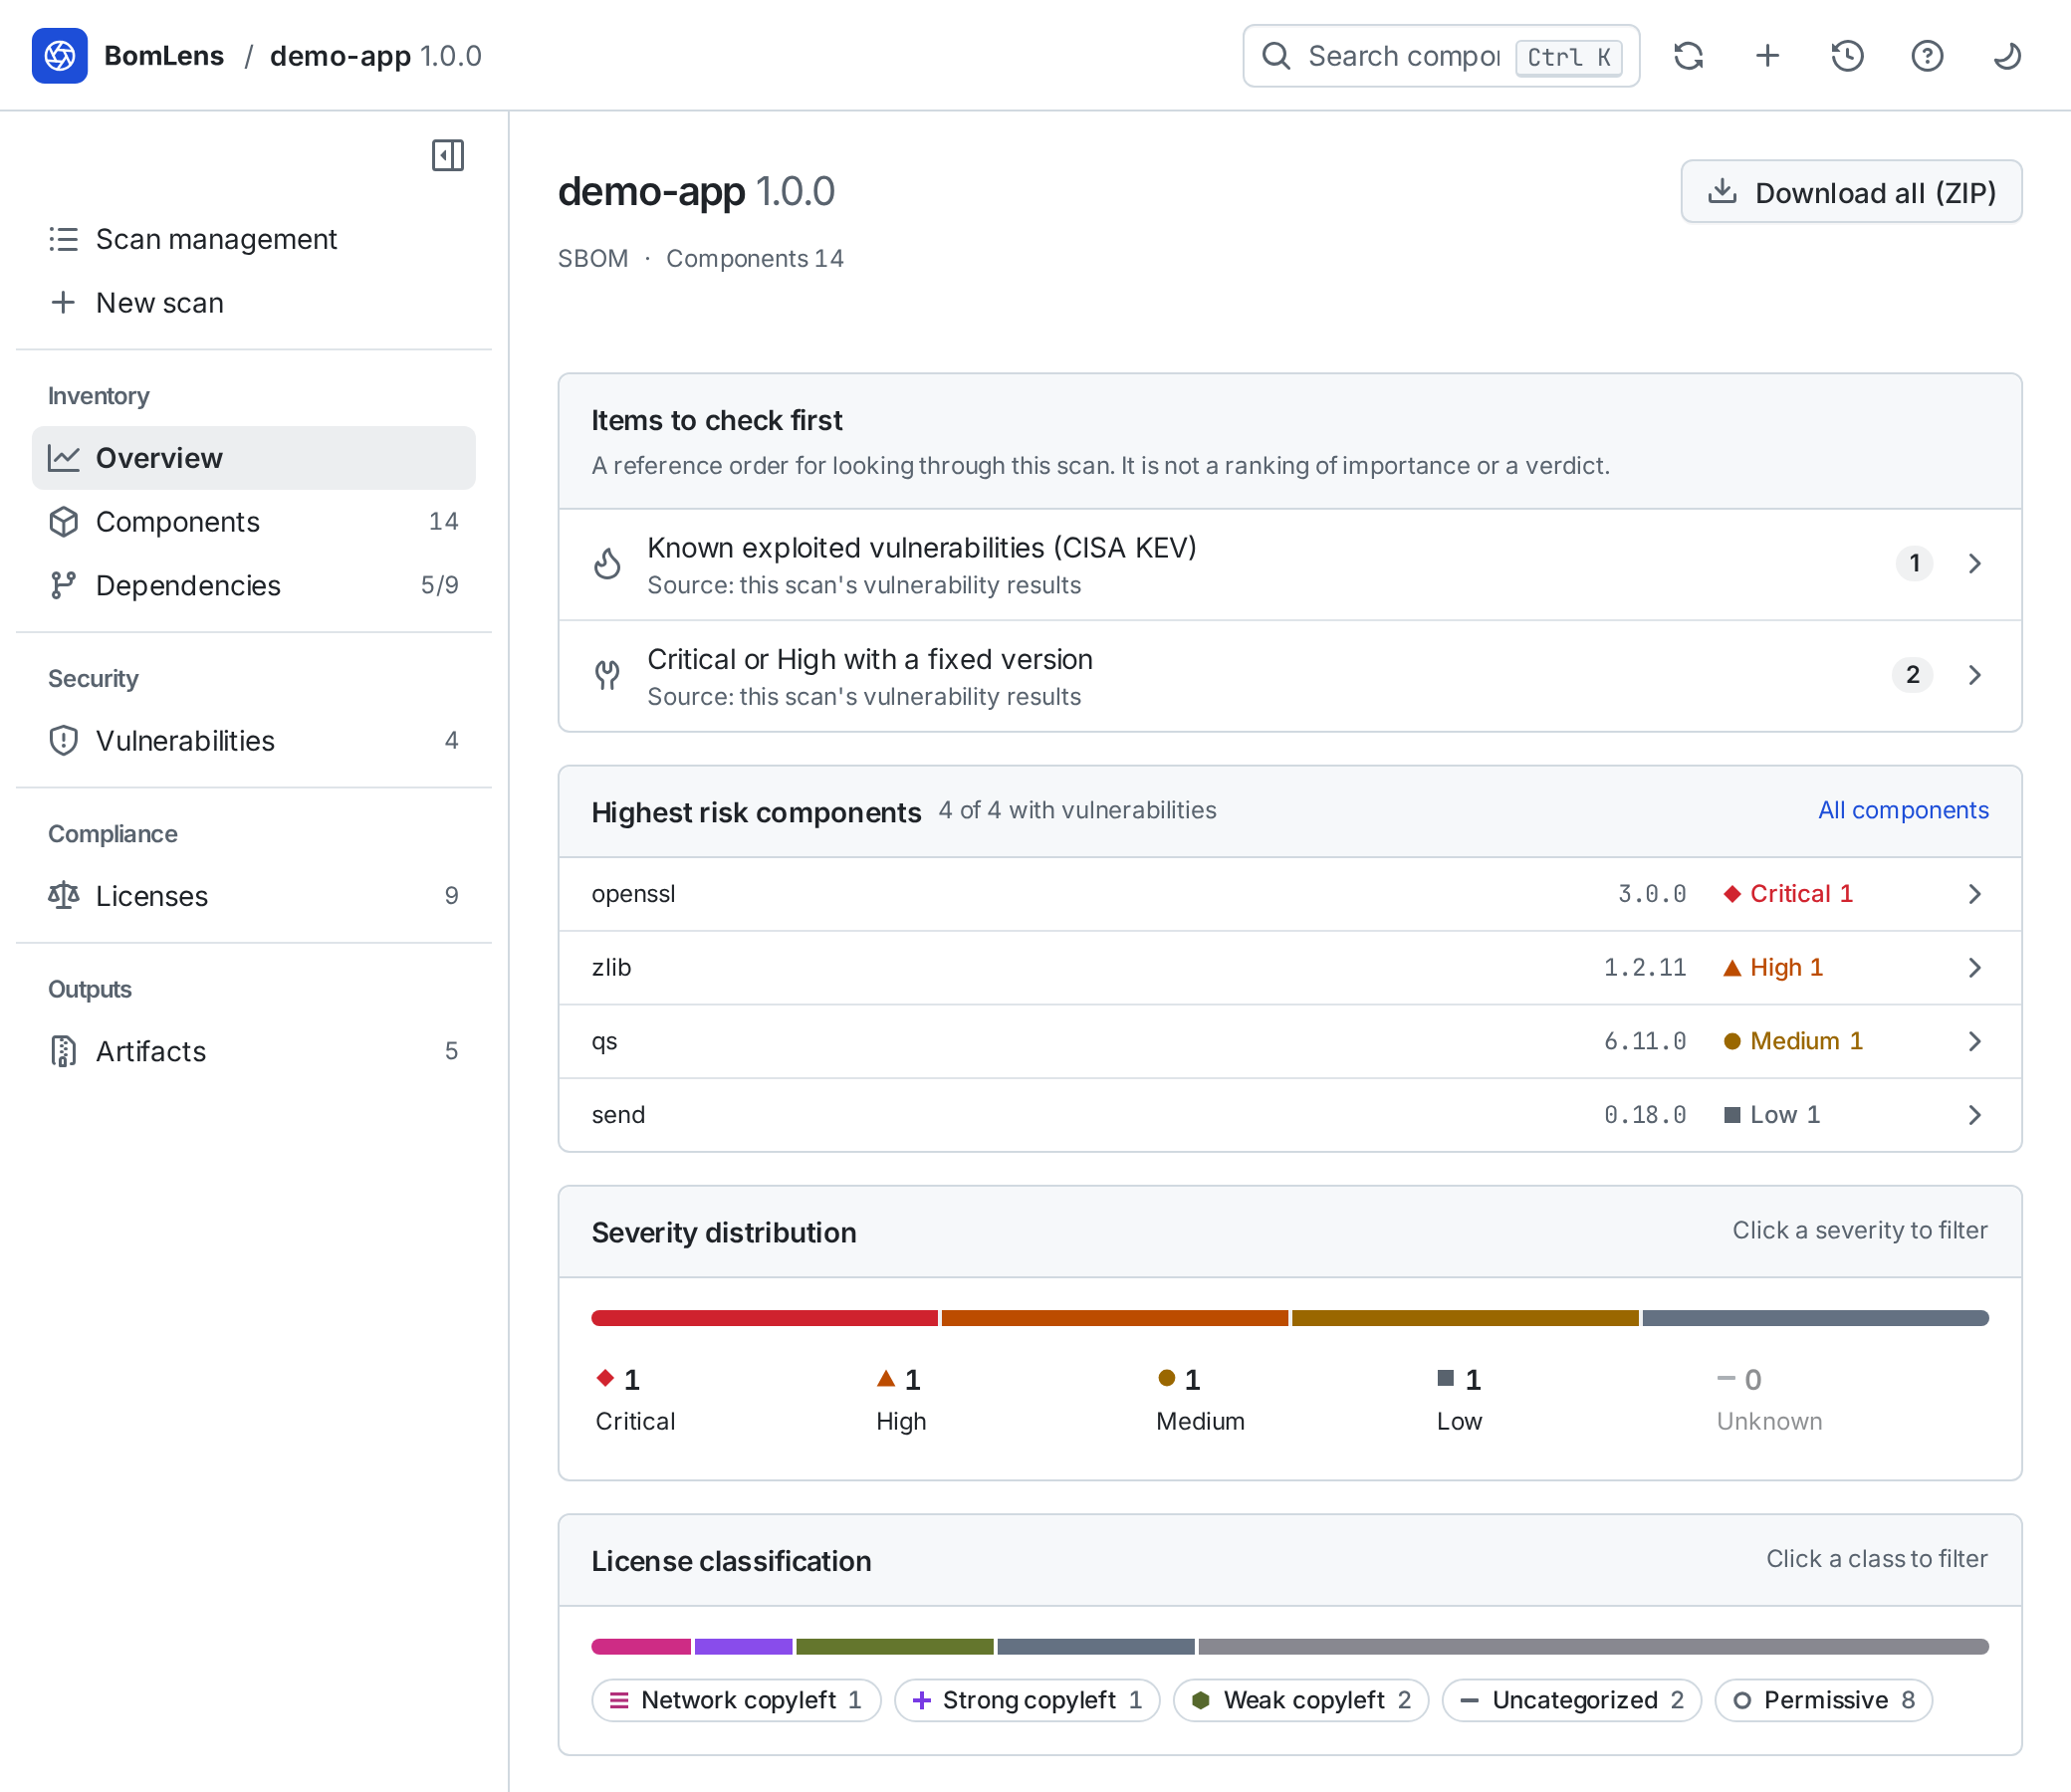 BomLens / demo-app 1.0.0
Search compor Ctrl K
Scan management
New scan
Inventory
Overview
Components 14
Dependencies 5/9
Security
Vulnerabilities 4
Compliance
Licenses 9
Outputs
Artifacts 5
demo-app 1.0.0
Download all (ZIP)
SBOM · Components 14
Items to check first
A reference order for looking through this scan. It is not a ranking of importance or a verdict.
Known exploited vulnerabilities (CISA KEV) 1
Source: this scan's vulnerability results
Critical or High with a fixed version 2
Source: this scan's vulnerability results
Highest risk components 4 of 4 with vulnerabilities All components
openssl 3.0.0 Critical 1
zlib 1.2.11 High 1
qs 6.11.0 Medium 1
send 0.18.0 Low 1
Severity distribution Click a severity to filter
1 1 1 1 0
Critical High Medium Low Unknown
License classification Click a class to filter
Network copyleft 1 Strong copyleft 1 Weak copyleft 2 Uncategorized 2 Permissive 8